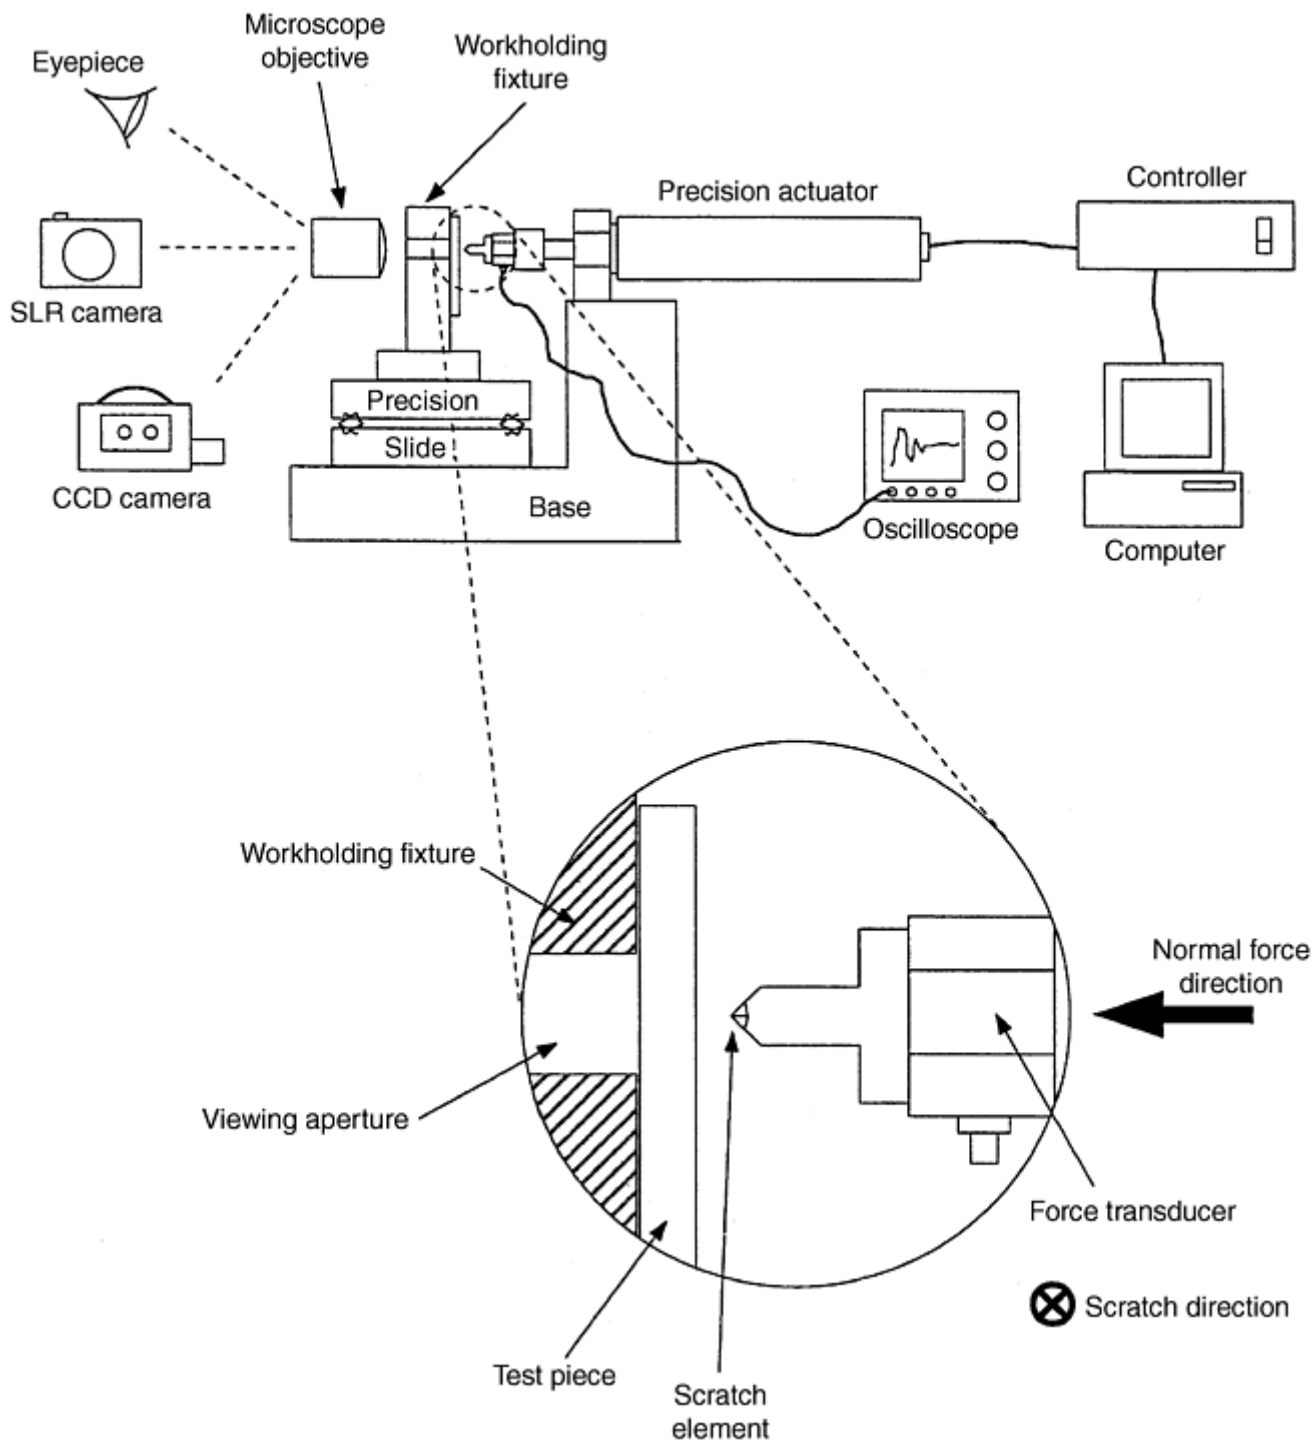 Microscope
objective
Workholding
fixture
Eyepiece
Precision actuator
Controller
SLR camera
Precision
Slide
CCD camera
Base
Oscilloscope
Computer
Workholding fixture
Normal force
direction
Viewing aperture
Force transducer
Scratch direction
Test piece
Scratch
element